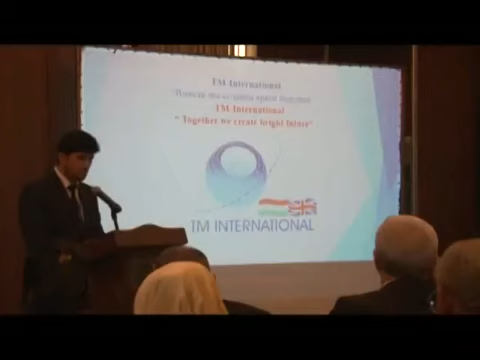 TM International
TM International
" Together we create bright future"
TM INTERNATIONAL